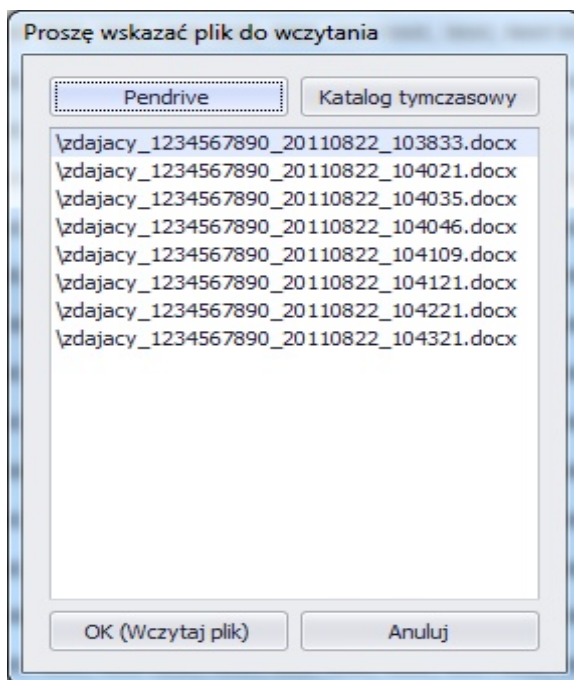 Proszę wskazać plik do wczytania
Pendrive
Katalog tymczasowy
\zdajacy_1234567890_20110822_103833.docx
\zdajacy_1234567890_20110822_104021.docx
\zdajacy_1234567890_20110822_104035.docx
\zdajacy_1234567890_20110822_104046.docx
\zdajacy_1234567890_20110822_104109.docx
\zdajacy_1234567890_20110822_104121.docx
\zdajacy_1234567890_20110822_104221.docx
\zdajacy_1234567890_20110822_104321.docx
OK (Wczytaj plik)
Anuluj